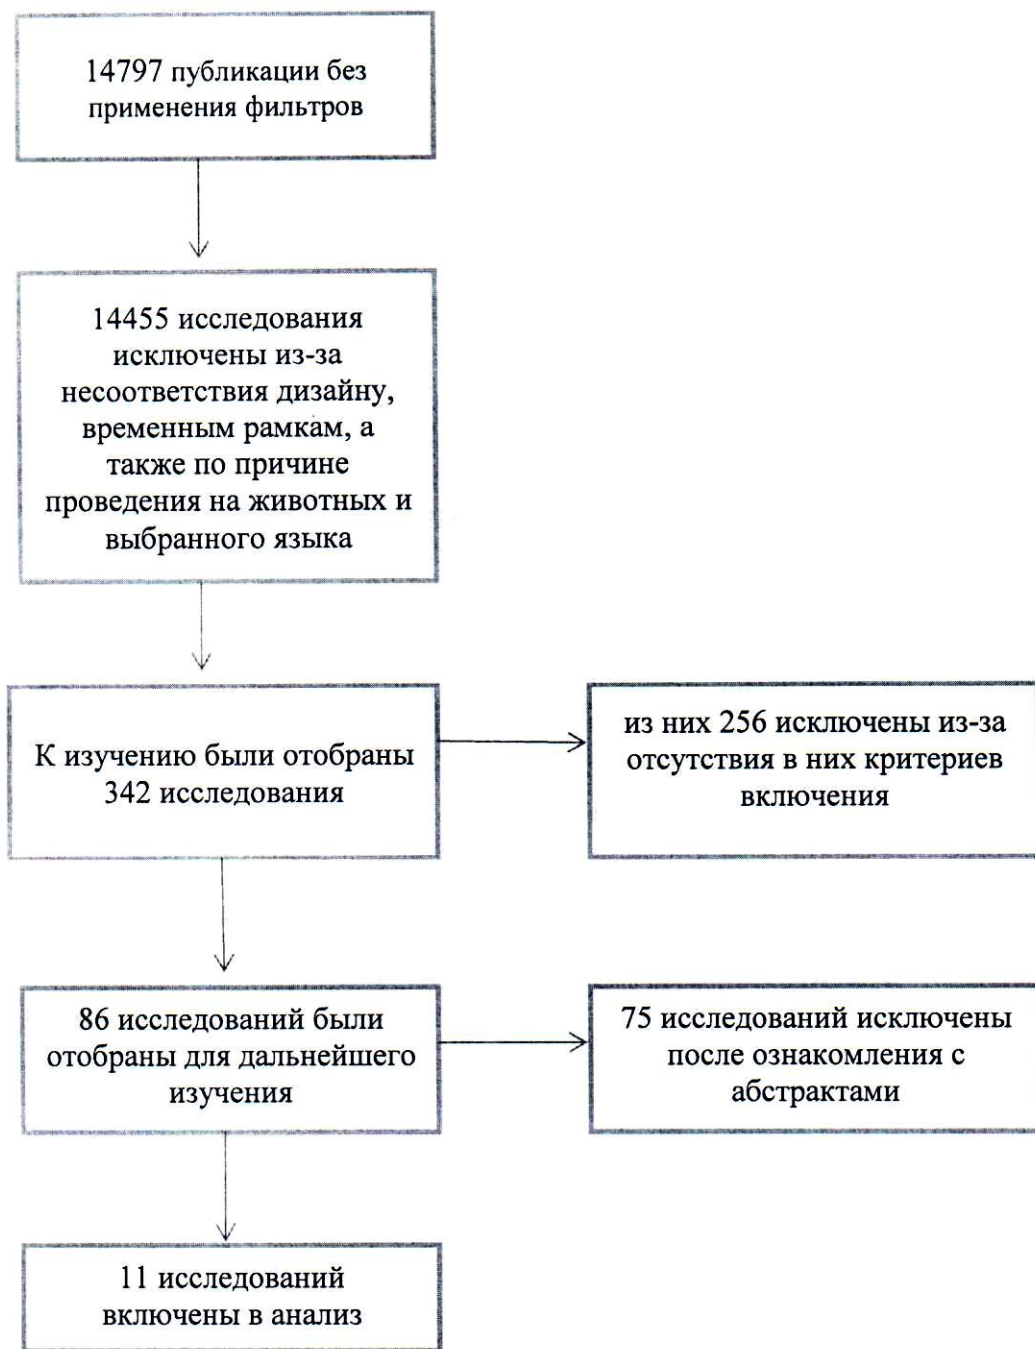 14797 публикации без
применения фильтров
14455 исследования
исключены из-за
несоответствия дизайну,
временным рамкам, а
также по причине
проведения на животных и
выбранного языка
К изучению были отобраны
342 исследования
из них 256 исключены из-за
отсутствия в них критериев
включения
86 исследований были
отобраны для дальнейшего
изучения
75 исследований исключены
после ознакомления с
абстрактами
11 исследований
включены в анализ